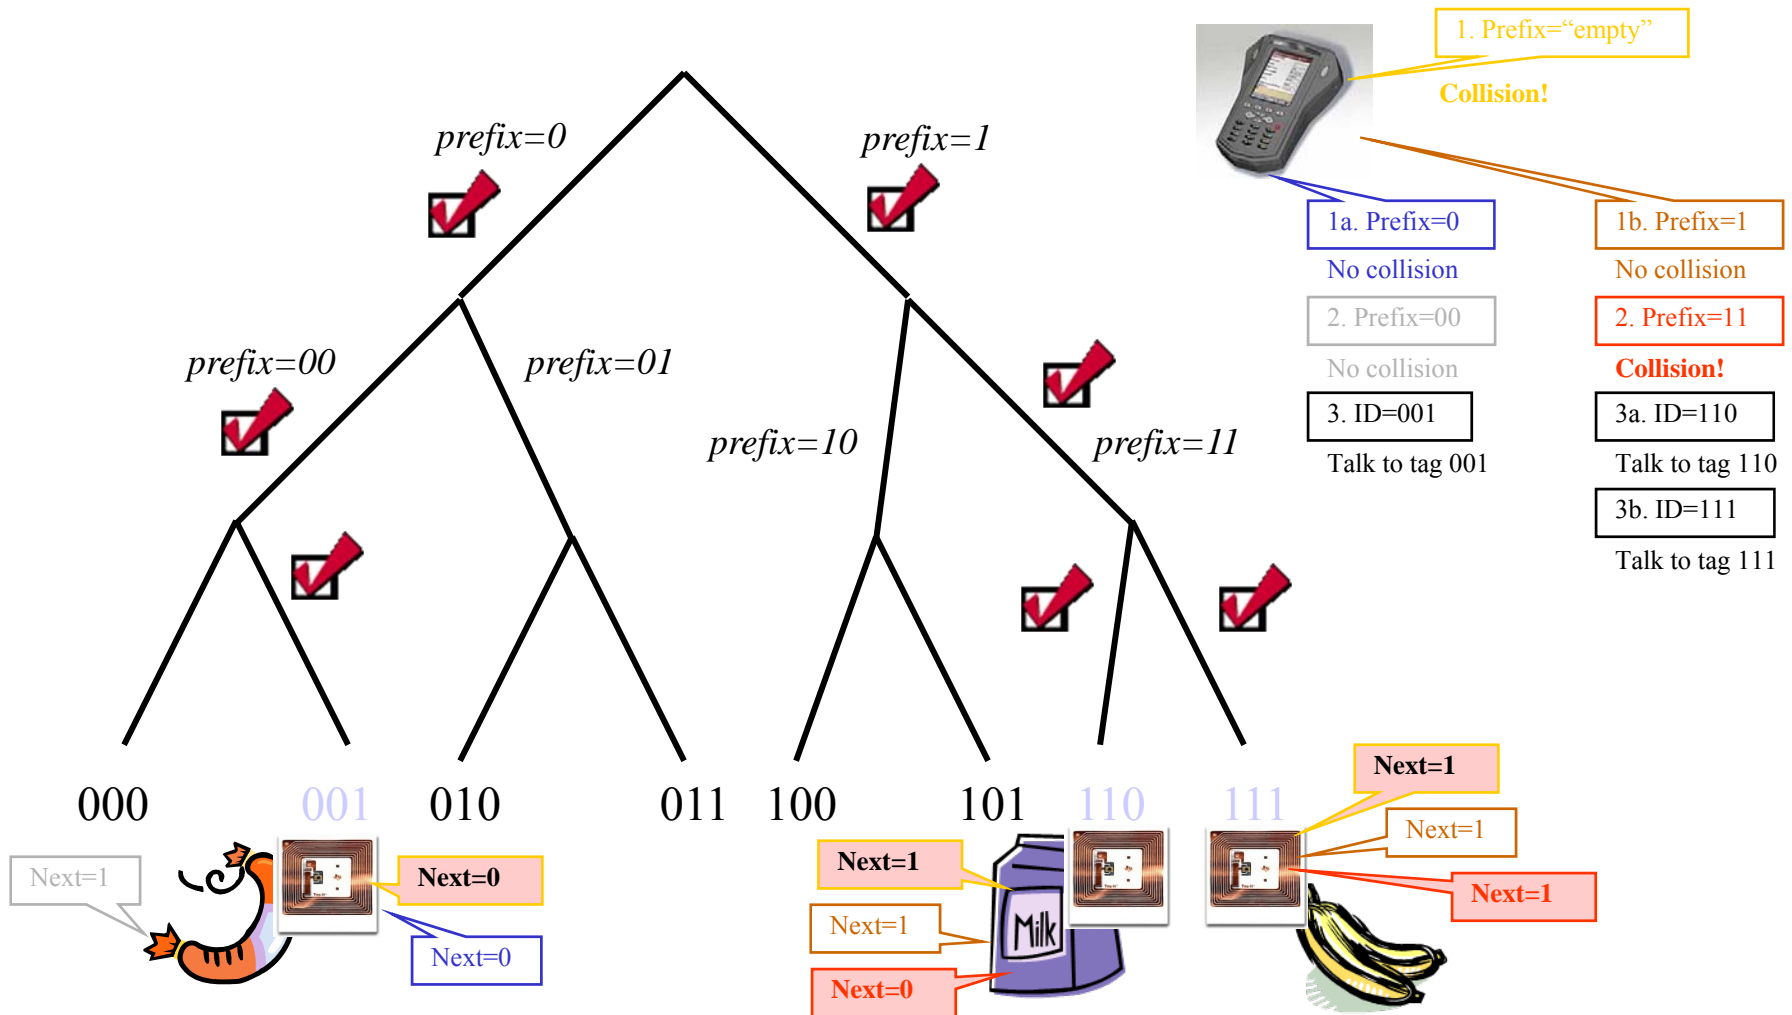 1. Prefix=“empty”
Collision!
prefix=0
prefix=1
1a. Prefix=0
1b. Prefix=1
No collision
No collision
2. Prefix=00
2. Prefix=11
prefix=00
prefix=01
No collision
Collision!
3. ID=001
3a. ID=110
prefix=10
prefix=11
Talk to tag 001
Talk to tag 110
3b. ID=111
Talk to tag 111
Next=1
000
001
010
011
100
101
110
111
Next=1
Next=1
Next=0
Next=1
Next=1
Milk
Next=1
Next=0
Next=0